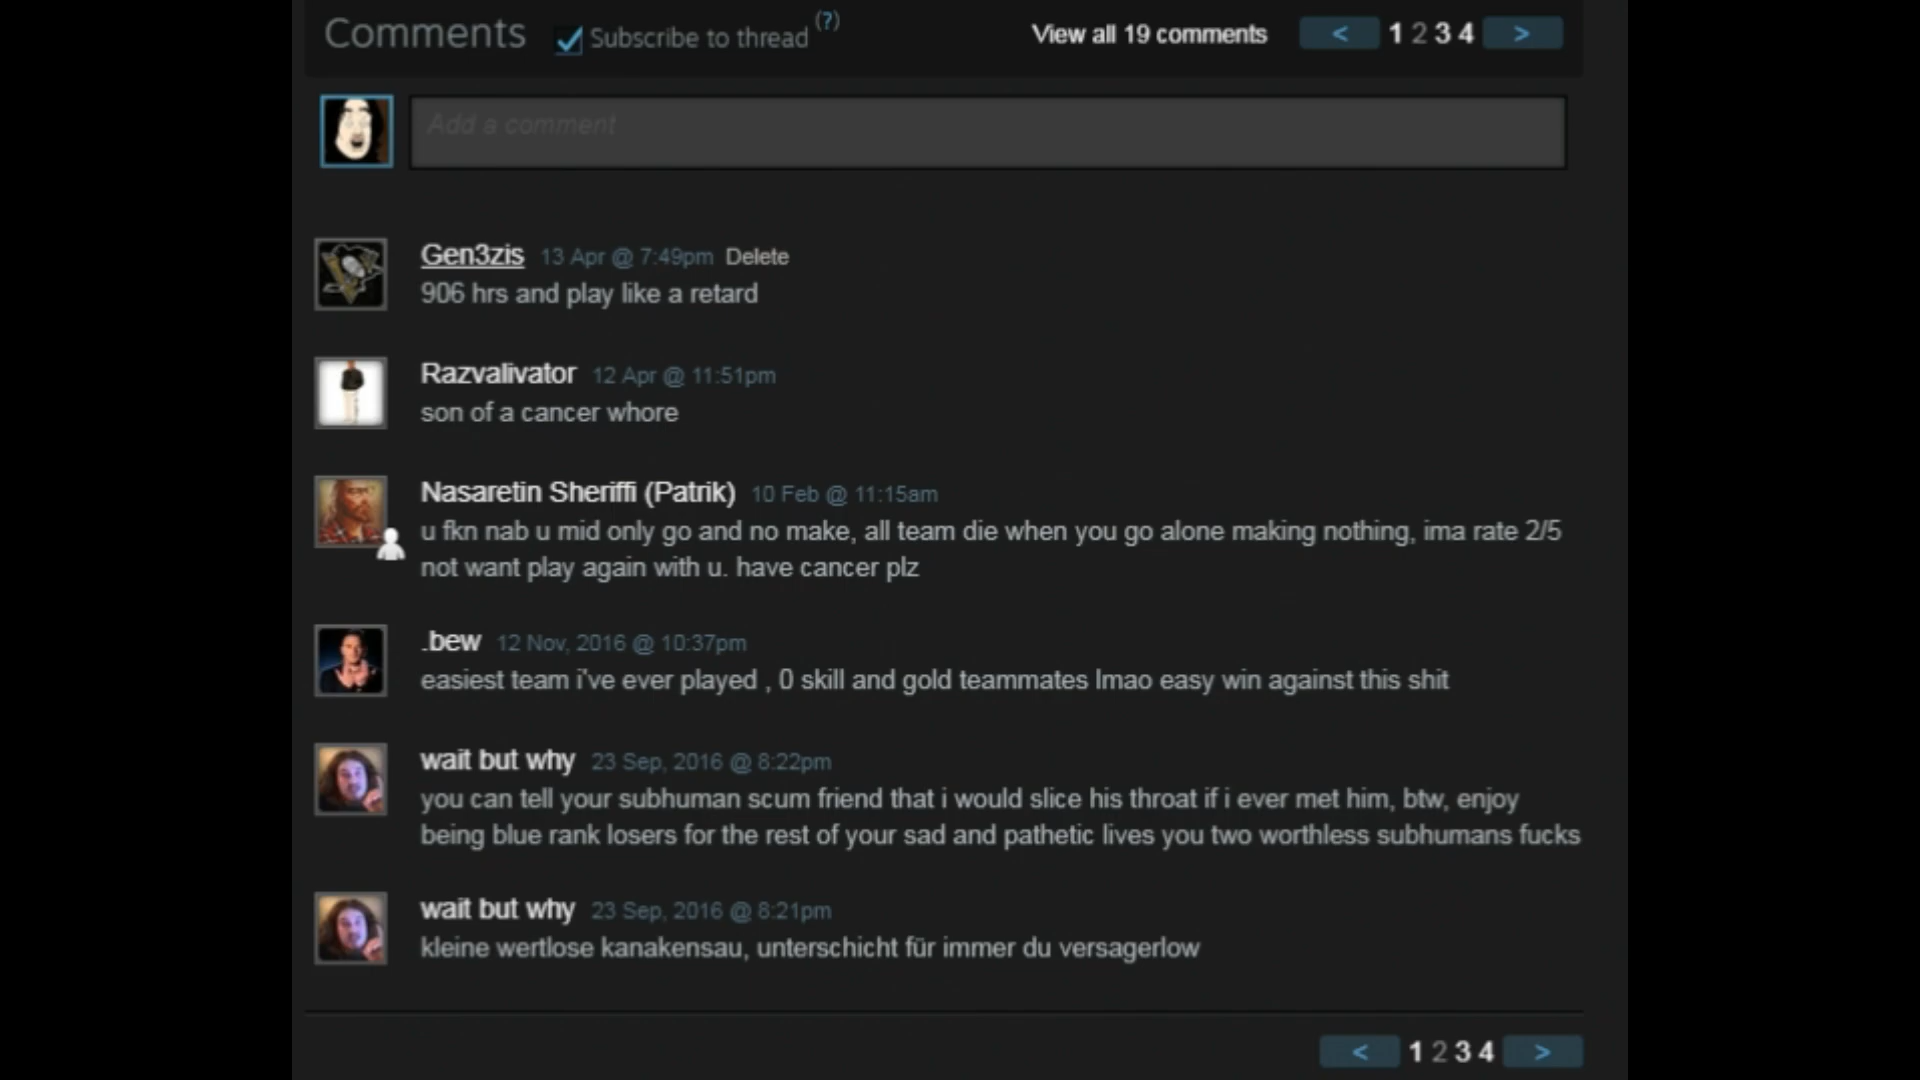 Comments Subscribe to thread (?) View all 19 comments < 1 2 3 4 >
Add a comment
Gen3zis 13 Apr @ 7:49pm Delete
906 hrs and play like a retard
Razvalivator 12 Apr @ 11:51pm
son of a cancer whore
Nasaretin Sheriffi (Patrik) 10 Feb @ 11:15am
u fkn nab u mid only go and no make, all team die when you go alone making nothing, ima rate 2/5
not want play again with u. have cancer plz
.bew 12 Nov, 2016 @ 10:37pm
easiest team i've ever played , 0 skill and gold teammates lmao easy win against this shit
wait but why 23 Sep, 2016 @ 8:22pm
you can tell your subhuman scum friend that i would slice his throat if i ever met him, btw, enjoy
being blue rank losers for the rest of your sad and pathetic lives you two worthless subhumans fucks
wait but why 23 Sep, 2016 @ 8:21pm
kleine wertlose kanakensau, unterschicht für immer du versagerlow
< 1 2 3 4 >